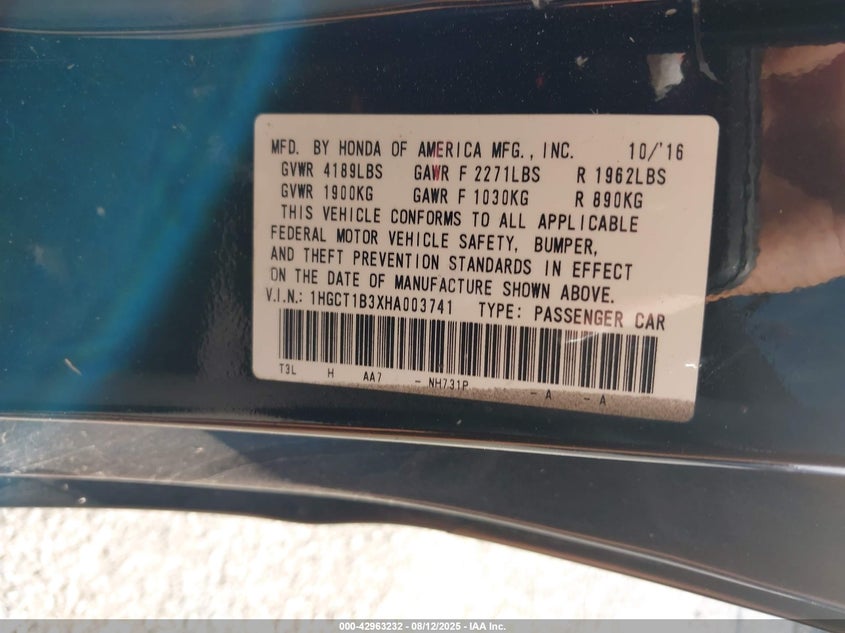 MFD. BY HONDA OF AMERICA MFG., INC. 10/'16
GVWR 4189LBS GAWR F 2271LBS R 1962LBS
GVWR 1900KG GAWR F 1030KG R 890KG
THIS VEHICLE CONFORMS TO ALL APPLICABLE
FEDERAL MOTOR VEHICLE SAFETY, BUMPER,
AND THEFT PREVENTION STANDARDS IN EFFECT
ON THE DATE OF MANUFACTURE SHOWN ABOVE.
V.I.N.: 1HGCT1B3XHA003741 TYPE: PASSENGER CAR
T3L H AA7 - NH731P - A - A
000-42963232 - 08/12/2025 - IAA Inc.